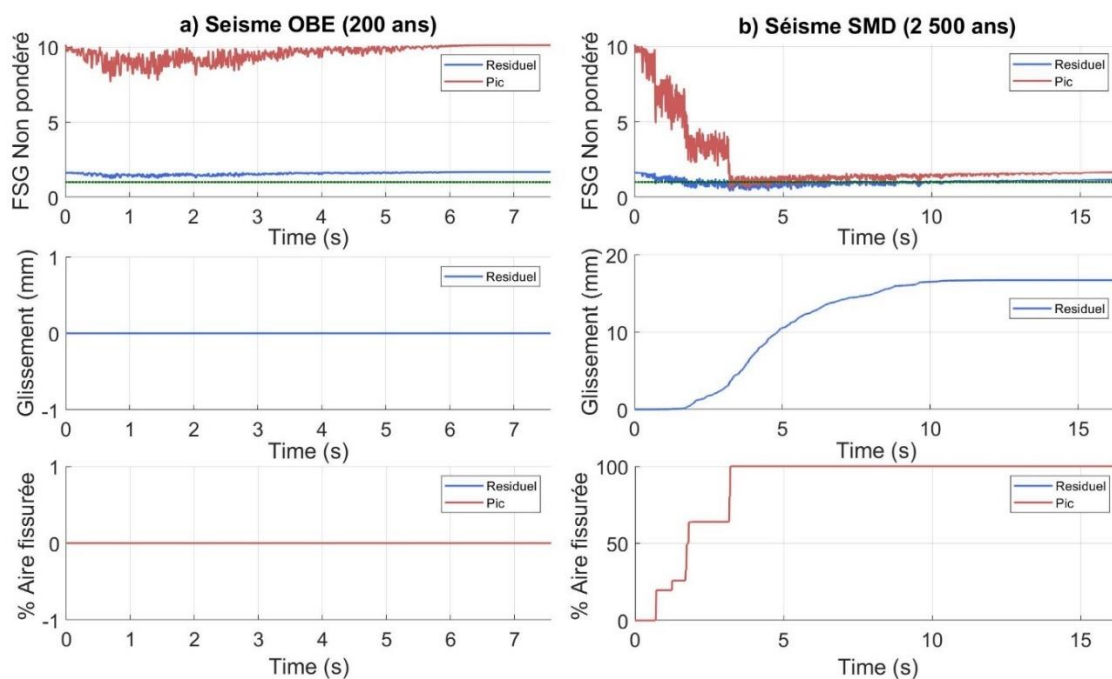 a) Seisme OBE (200 ans)
10
5
0
FSG Non pondéré
Residuel
Pic
0 1 2 3 4 5 6 7
Time (s)
b) Séisme SMD (2 500 ans)
10
5
0
FSG Non pondéré
Residuel
Pic
0 5 10 15
Time (s)
1
0
-1
Glissement (mm)
Residuel
0 1 2 3 4 5 6 7
Time (s)
20
10
0
Glissement (mm)
Residuel
0 5 10 15
Time (s)
1
0
-1
% Aire fissurée
Residuel
Pic
0 1 2 3 4 5 6 7
Time (s)
100
50
0
% Aire fissurée
Residuel
Pic
0 5 10 15
Time (s)